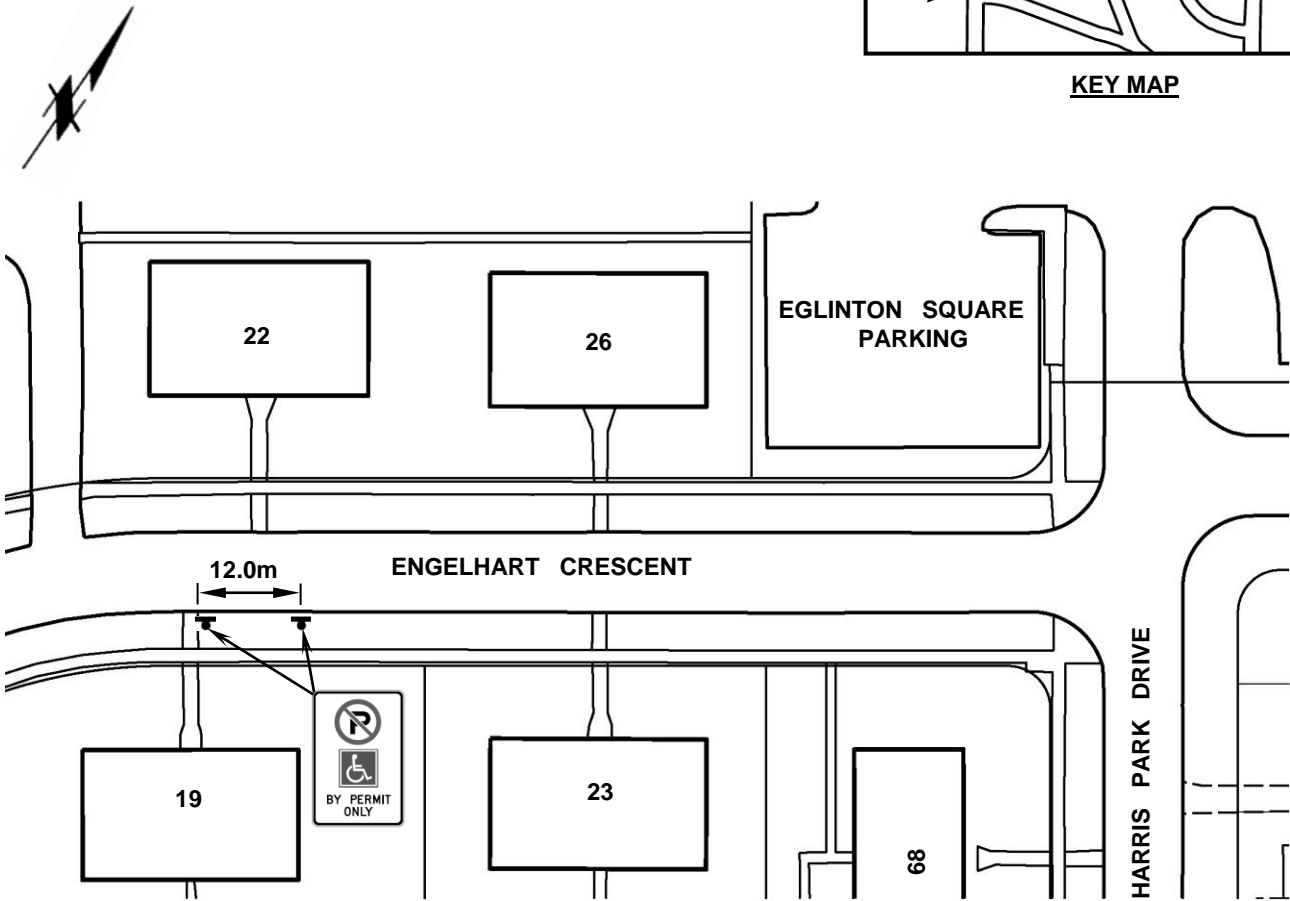 KEY MAP
22
26
EGLINTON SQUARE
PARKING
12.0m
ENGELHART CRESCENT
P
BY PERMIT
ONLY
19
23
68
HARRIS PARK DRIVE